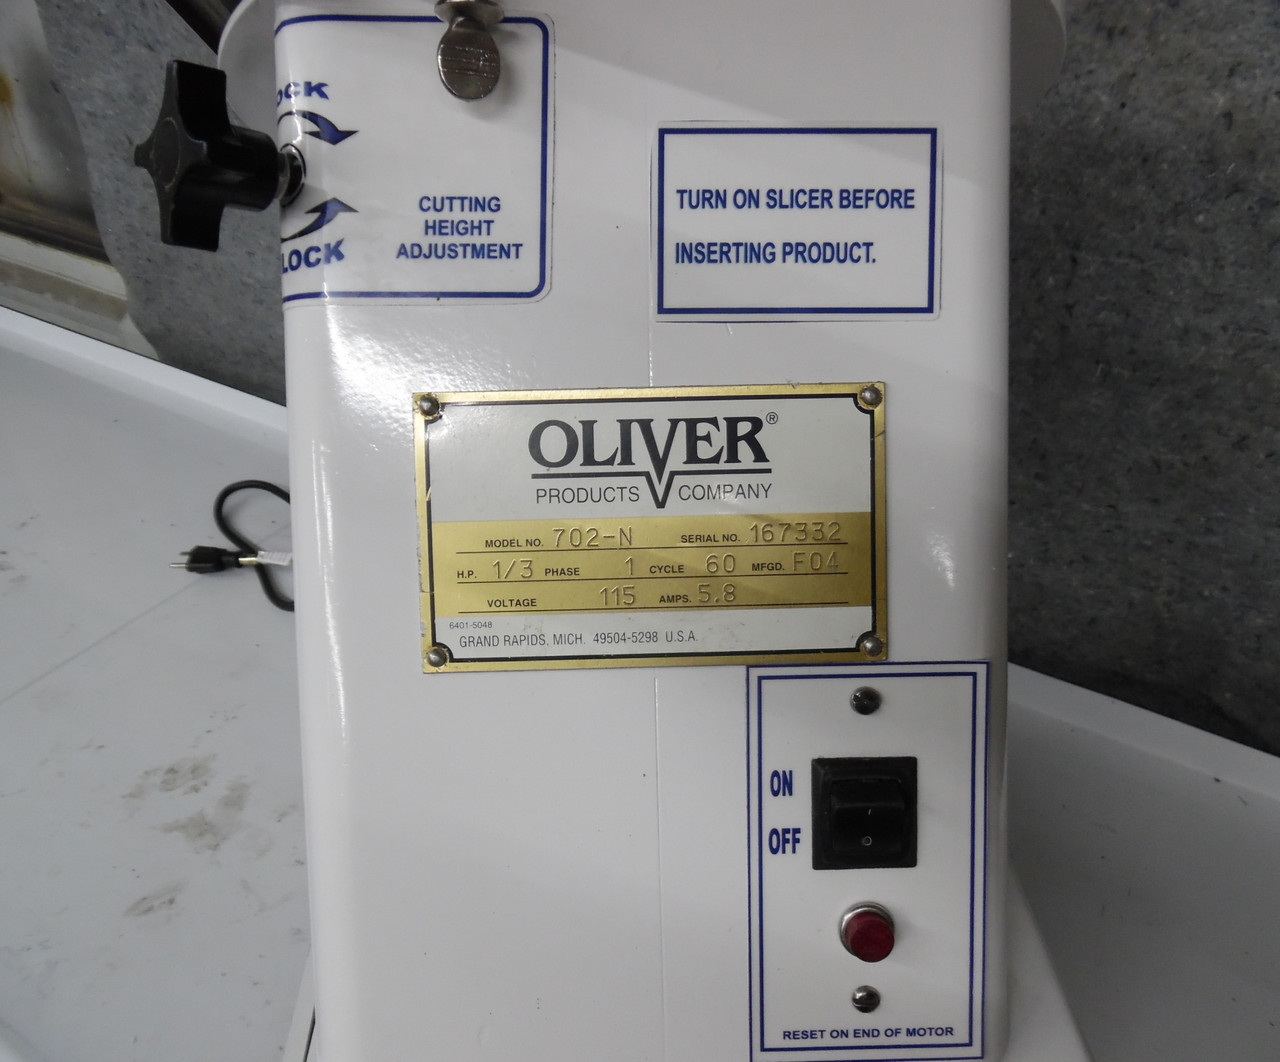 LOCK
CUTTING
HEIGHT
ADJUSTMENT
TURN ON SLICER BEFORE
INSERTING PRODUCT.
OLIVER®
PRODUCTS COMPANY
MODEL NO. 702-N SERIAL NO. 167332
H.P. 1/3 PHASE 1 CYCLE 60 MFGD. F04
VOLTAGE 115 AMPS. 5.8
6401-5048
GRAND RAPIDS, MICH. 49504-5298 U.S.A.
ON
OFF
RESET ON END OF MOTOR